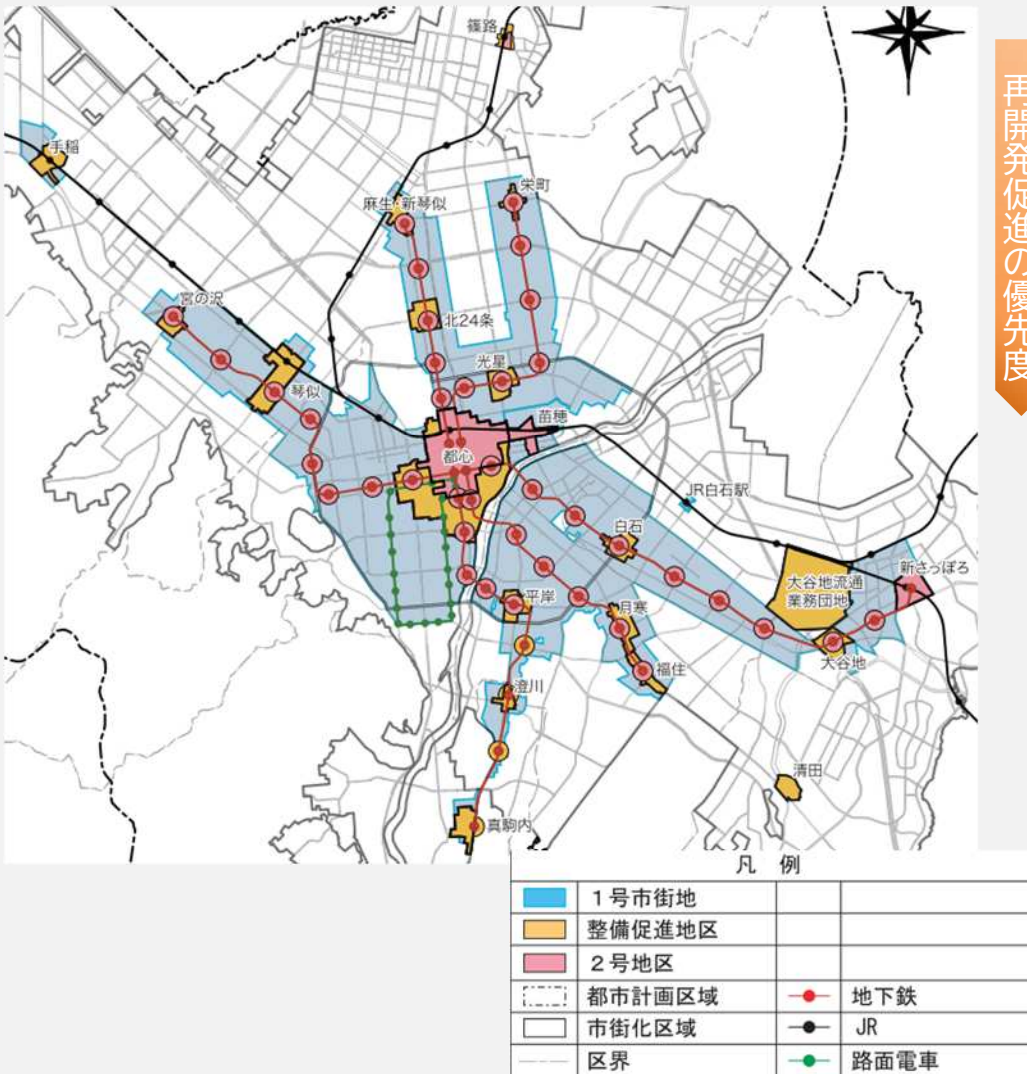 篠路
手稲
麻生・新琴似
栄町
宮の沢
北24条
光星
琴似
苗穂
都心
JR白石駅
白石
大谷地流通
業務団地
新さっぽろ
平岸
月寒
大谷地
福住
澄川
清田
真駒内
再開発促進の優先度
凡 例
１号市街地
整備促進地区
２号地区
都市計画区域
地下鉄
市街化区域
JR
区界
路面電車